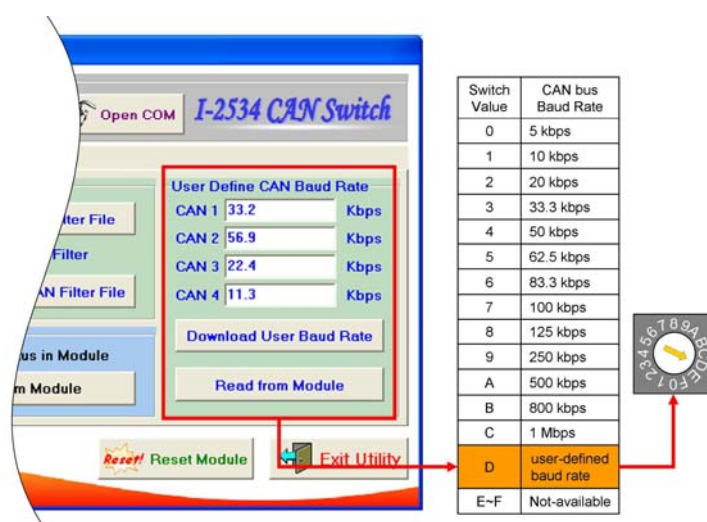 Open COM
I-2534 CAN Switch
User Define CAN Baud Rate
CAN 1 33.2 Kbps
CAN 2 56.9 Kbps
CAN 3 22.4 Kbps
CAN 4 11.3 Kbps
Download User Baud Rate
Read from Module
Filter File
Filter
AN Filter File
us in Module
m Module
Reset! Reset Module
Exit Utility
Switch Value CAN bus Baud Rate
0 5 kbps
1 10 kbps
2 20 kbps
3 33.3 kbps
4 50 kbps
5 62.5 kbps
6 83.3 kbps
7 100 kbps
8 125 kbps
9 250 kbps
A 500 kbps
B 800 kbps
C 1 Mbps
D user-defined baud rate
E~F Not-available
0123456789ABCDEF